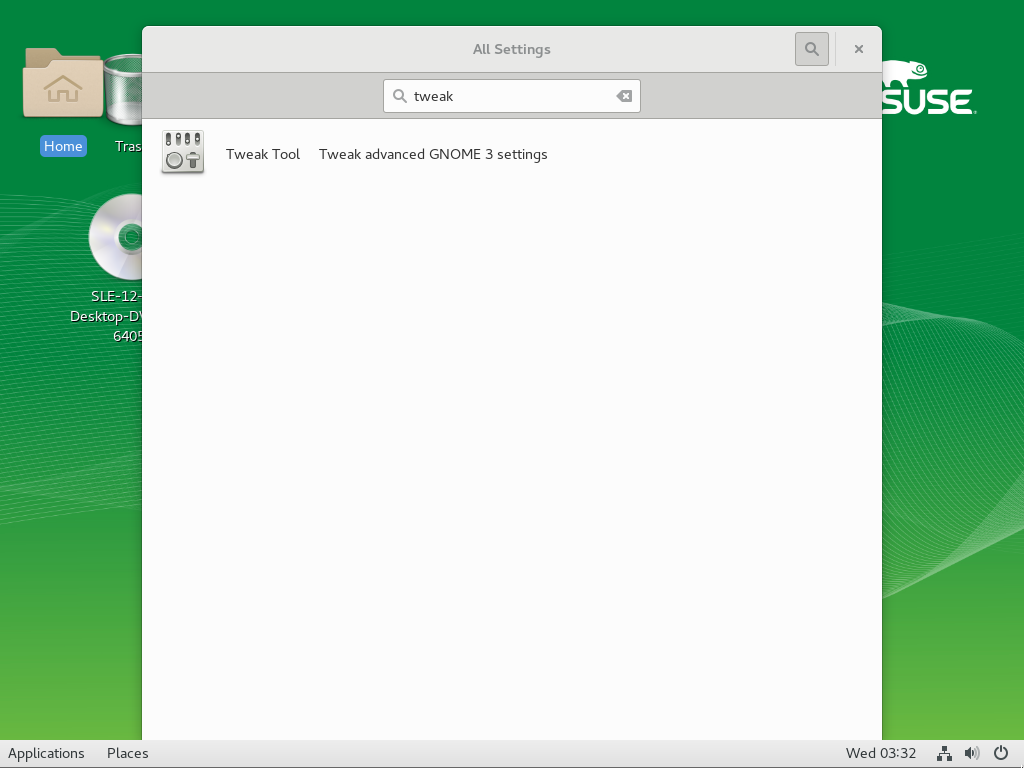 All Settings
tweak
Tweak Tool Tweak advanced GNOME 3 settings
SUSE
Home
Tras
SLE-12-
Desktop-DV
6405
Applications Places Wed 03:32